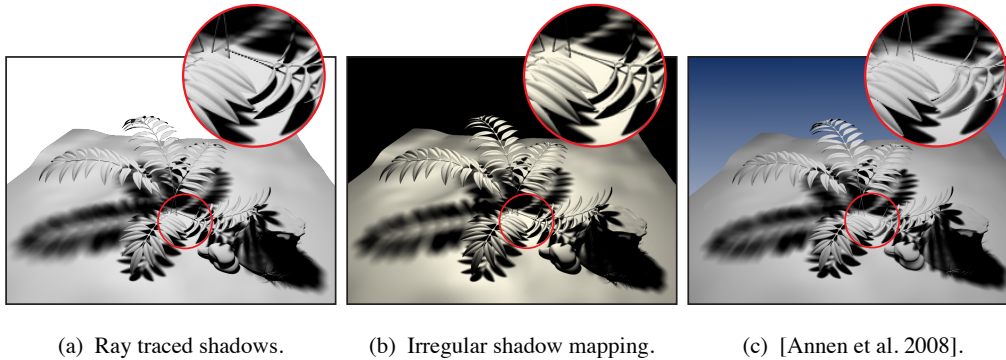 (a) Ray traced shadows.
(b) Irregular shadow mapping.
(c) [Annen et al. 2008].